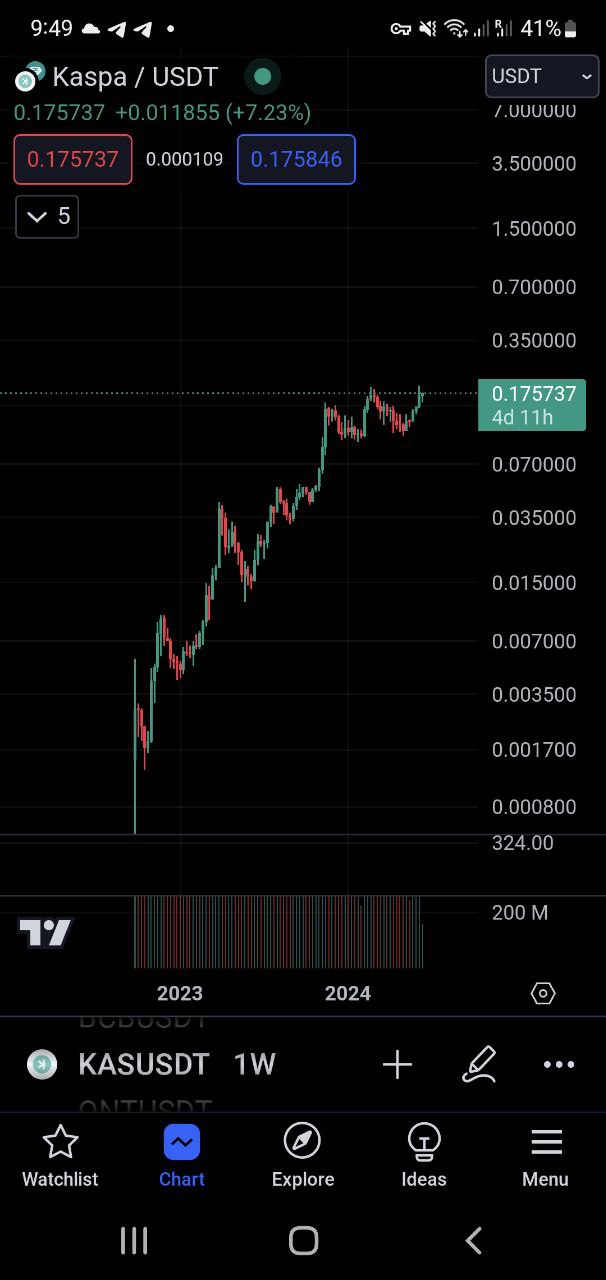 9:49 41%
Kaspa / USDT USDT
0.175737 +0.011855 (+7.23%)
7.000000
0.175737 0.000109 0.175846
3.500000
5
1.500000
0.700000
0.350000
0.175737
4d 11h
0.070000
0.035000
0.015000
0.007000
0.003500
0.001700
0.000800
324.00
200 M
2023 2024
BCBUSDT
KASUSDT 1W
ONTUSDT
Watchlist Chart Explore Ideas Menu